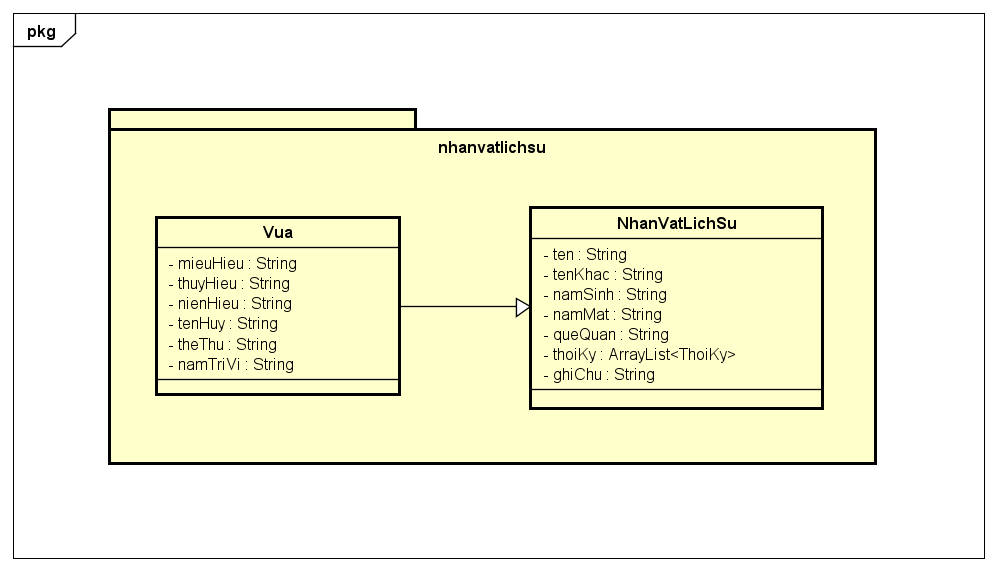 pkg
nhanvatlichsu
Vua
- mieuHieu : String
- thuyHieu : String
- nienHieu : String
- tenHuy : String
- theThu : String
- namTriVi : String
NhanVatLichSu
- ten : String
- tenKhac : String
- namSinh : String
- namMat : String
- queQuan : String
- thoiKy : ArrayList<ThoiKy>
- ghiChu : String